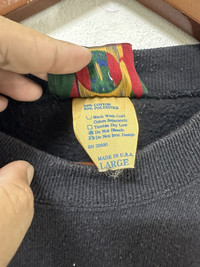 50% COTTON
50% POLYESTER
Wash Warm/Cold
Colors Separately
Tumble Dry Low
Do Not Bleach
Do Not Iron Design
RN
MADE IN U.S.A.
LARGE